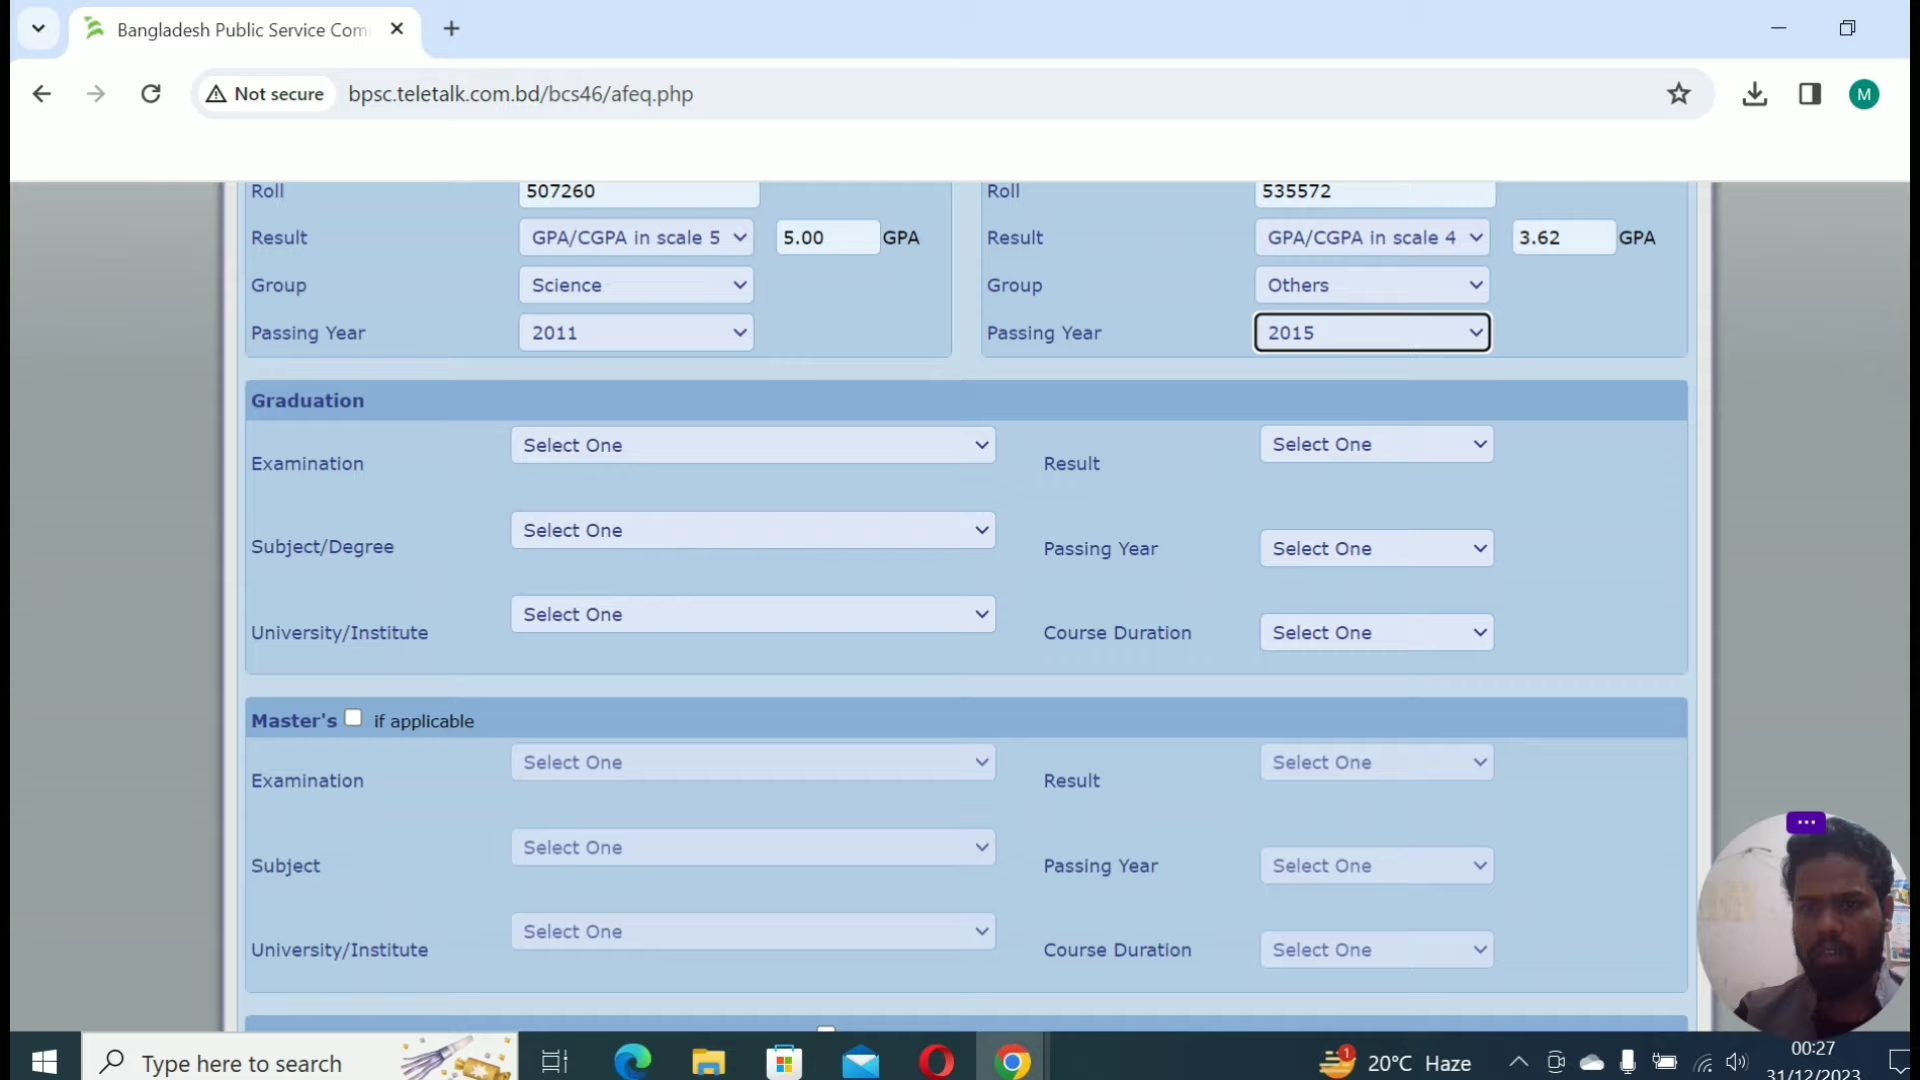 Bangladesh Public Service Com
Not secure bpsc.teletalk.com.bd/bcs46/afeq.php M
Roll 507260 Roll 535572
Result GPA/CGPA in scale 5 5.00 GPA Result GPA/CGPA in scale 4 3.62 GPA
Group Science Group Others
Passing Year 2011 Passing Year 2015
Graduation
Examination Select One Result Select One
Subject/Degree Select One Passing Year Select One
University/Institute Select One Course Duration Select One
Master's if applicable
Examination Select One Result Select One
Subject Select One Passing Year Select One
University/Institute Select One Course Duration Select One
Type here to search 1 20°C Haze 00:27
31/12/2023